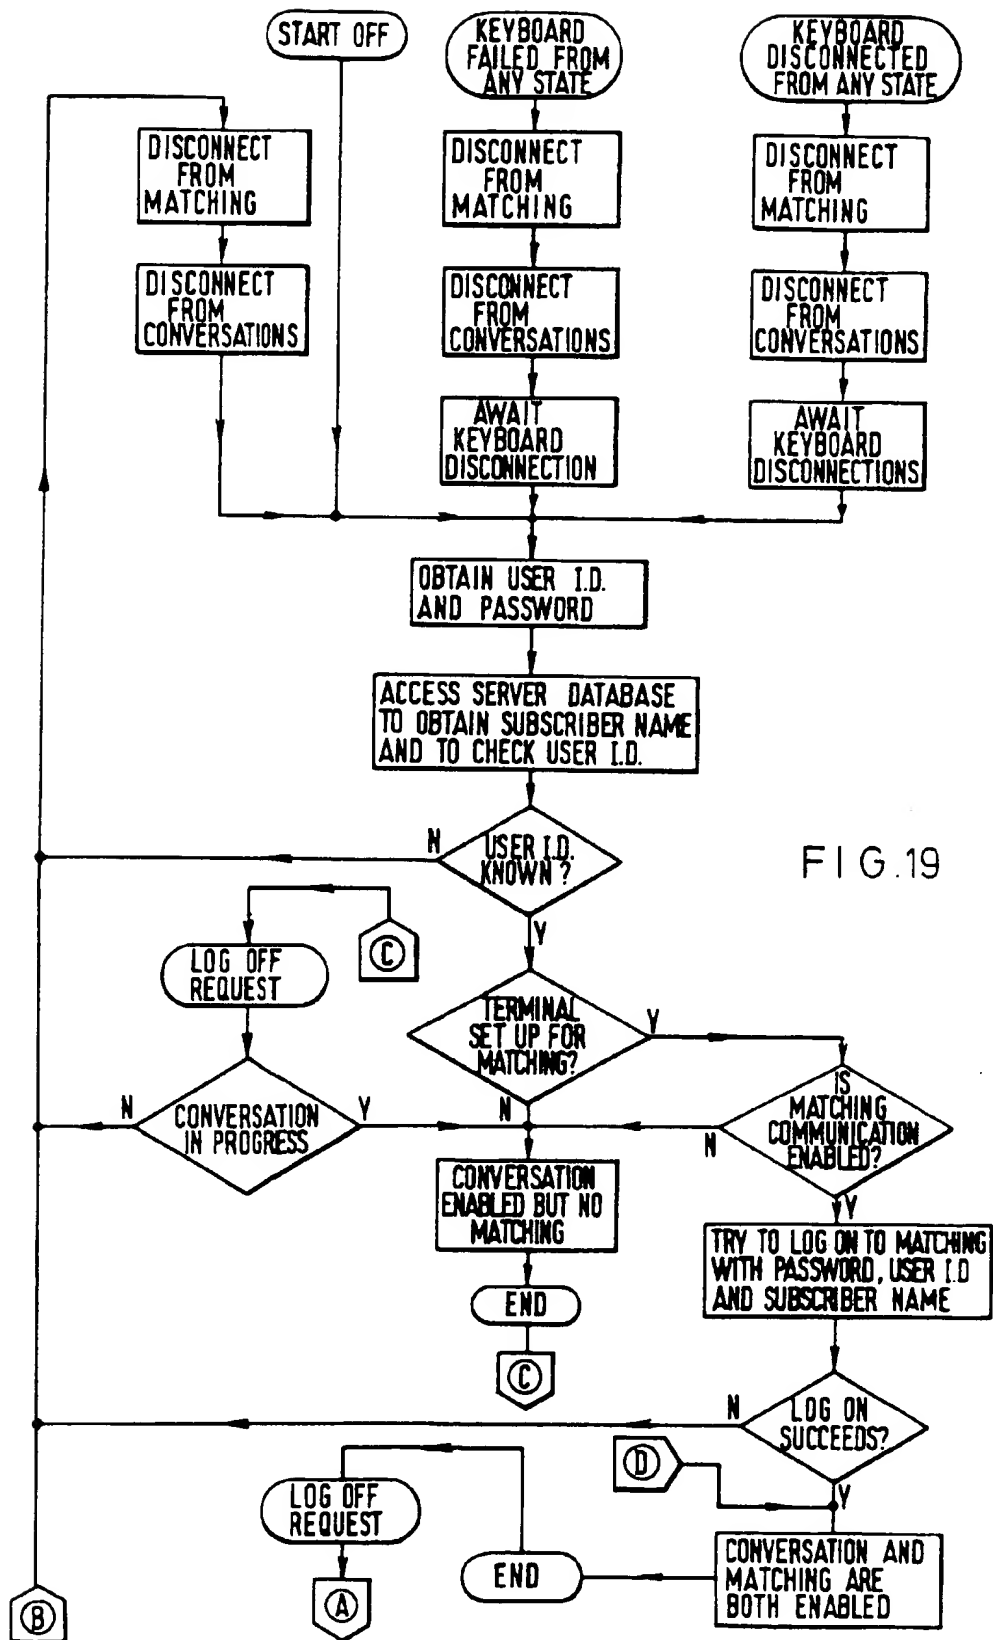 START OFF
KEYBOARD
FAILED FROM
ANY STATE
KEYBOARD
DISCONNECTED
FROM ANY STATE
DISCONNECT
FROM
MATCHING
DISCONNECT
FROM
MATCHING
DISCONNECT
FROM
MATCHING
DISCONNECT
FROM
CONVERSATIONS
DISCONNECT
FROM
CONVERSATIONS
DISCONNECT
FROM
CONVERSATIONS
AWAIT
KEYBOARD
DISCONNECTION
AWAIT
KEYBOARD
DISCONNECTIONS
OBTAIN USER I.D.
AND PASSWORD
ACCESS SERVER DATABASE
TO OBTAIN SUBSCRIBER NAME
AND TO CHECK USER I.D.
N
USER I.D.
KNOWN?
Y
FIG.19
C
LOG OFF
REQUEST
TERMINAL
SET UP FOR
MATCHING?
Y
N
N
CONVERSATION
IN PROGRESS
Y
IS
MATCHING
COMMUNICATION
ENABLED?
N
Y
CONVERSATION
ENABLED BUT NO
MATCHING
TRY TO LOG ON TO MATCHING
WITH PASSWORD, USER I.D
AND SUBSCRIBER NAME
END
C
N
LOG ON
SUCCEEDS?
Y
D
LOG OFF
REQUEST
END
CONVERSATION AND
MATCHING ARE
BOTH ENABLED
B
A